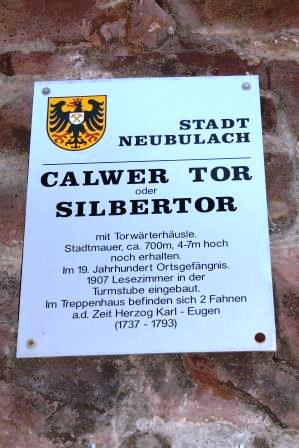 STADT
NEUBULACH
CALWER TOR
oder
SILBERTOR
mit Torwärterhäusle.
Stadtmauer, ca. 700m, 4-7m hoch
noch erhalten.
Im 19. Jahrhundert Ortsgefängnis.
1907 Lesezimmer in der
Turmstube eingebaut.
Im Treppenhaus befinden sich 2 Fahnen
a.d. Zeit Herzog Karl - Eugen
(1737 - 1793)